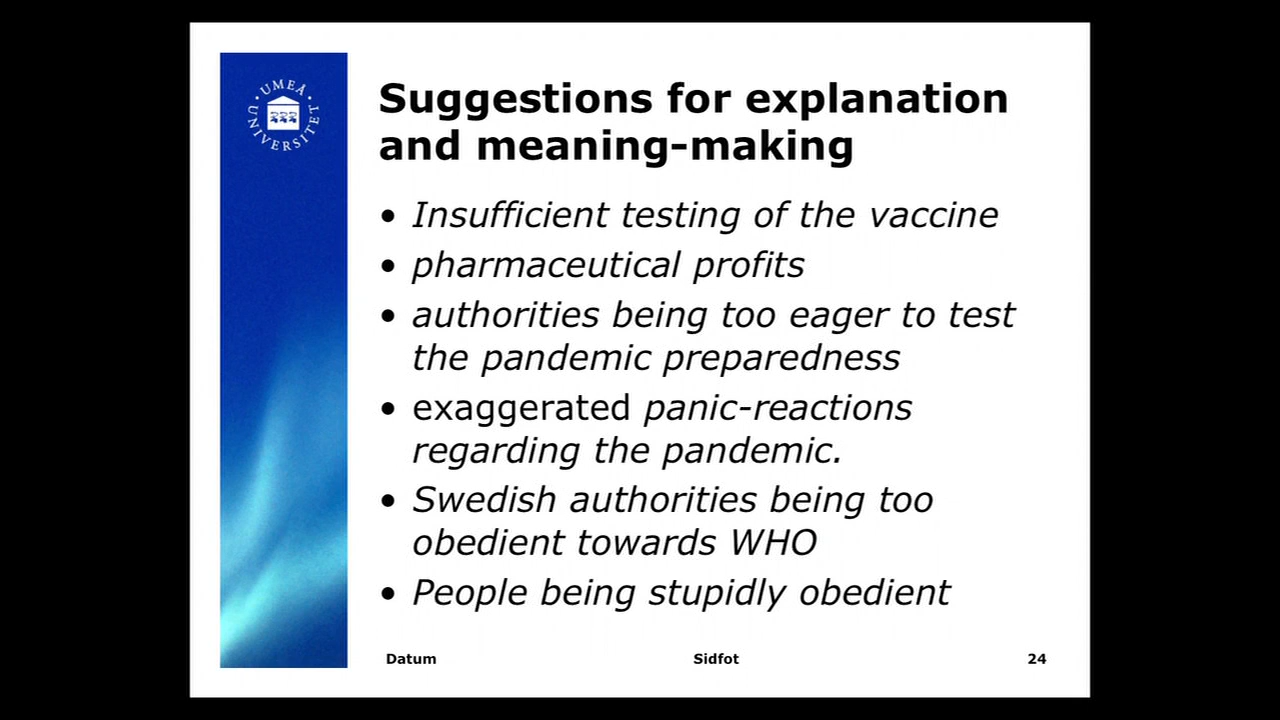 UMEÅ UNIVERSITET
Suggestions for explanation
and meaning-making
• Insufficient testing of the vaccine
• pharmaceutical profits
• authorities being too eager to test
the pandemic preparedness
• exaggerated panic-reactions
regarding the pandemic.
• Swedish authorities being too
obedient towards WHO
• People being stupidly obedient
Datum Sidfot 24